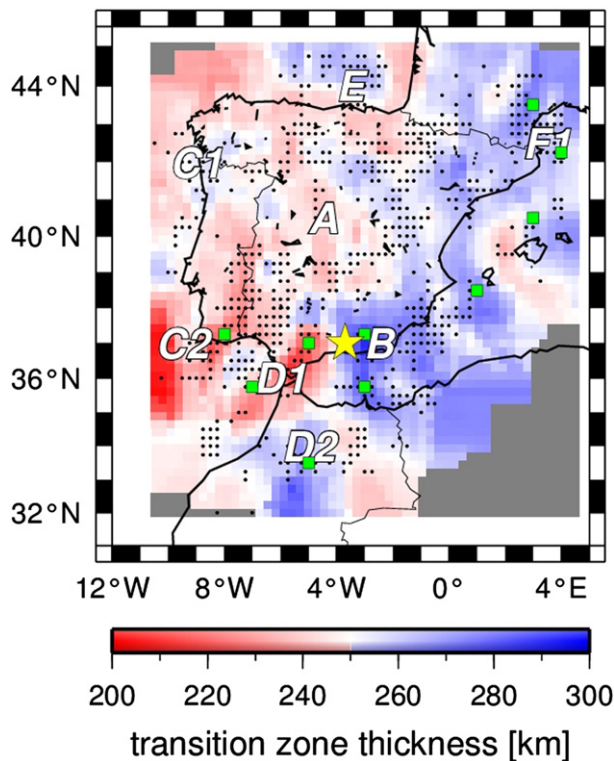 44°N
40°N
36°N
32°N
E
C1
F1
A
C2
B
D1
D2
12°W 8°W 4°W 0° 4°E
200 220 240 260 280 300
transition zone thickness [km]